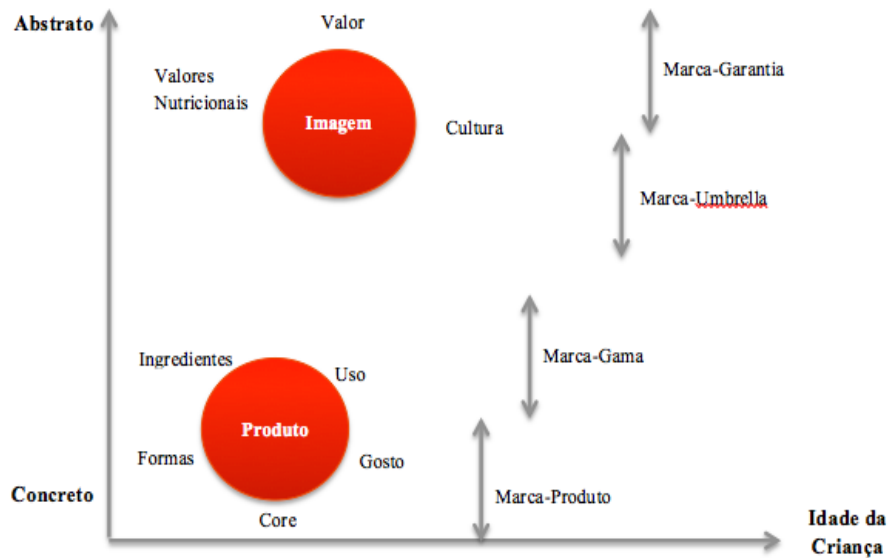 Abstrato
Valor
Marca-Garantia
Valores
Nutricionais
Imagem
Cultura
Marca-Umbrella
Ingredientes
Uso
Marca-Gama
Produto
Formas
Gosto
Concreto
Marca-Produto
Core
Idade da
Criança